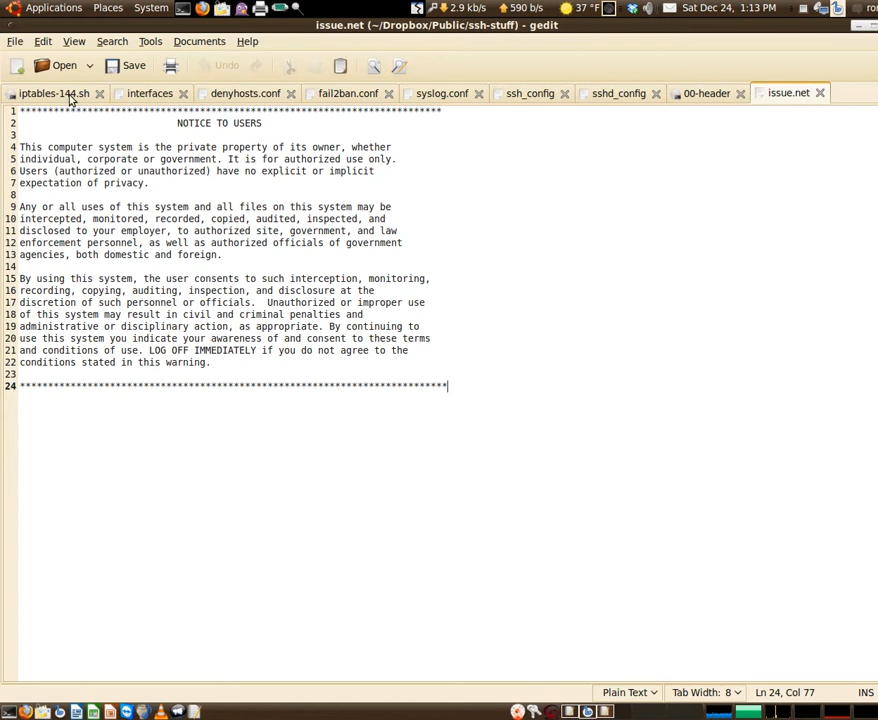 Applications Places System 2.9 kb/s 590 b/s 37 °F Sat Dec 24, 1:13 PM
issue.net (~/Dropbox/Public/ssh-stuff) - gedit
File Edit View Search Tools Documents Help
Open Save Undo
iptables-144.sh interfaces denyhosts.conf fail2ban.conf syslog.conf ssh_config sshd_config 00-header issue.net
1 ***************************************************************************
2 NOTICE TO USERS
3
4 This computer system is the private property of its owner, whether
5 individual, corporate or government. It is for authorized use only.
6 Users (authorized or unauthorized) have no explicit or implicit
7 expectation of privacy.
8
9 Any or all uses of this system and all files on this system may be
10 intercepted, monitored, recorded, copied, audited, inspected, and
11 disclosed to your employer, to authorized site, government, and law
12 enforcement personnel, as well as authorized officials of government
13 agencies, both domestic and foreign.
14
15 By using this system, the user consents to such interception, monitoring,
16 recording, copying, auditing, inspection, and disclosure at the
17 discretion of such personnel or officials.  Unauthorized or improper use
18 of this system may result in civil and criminal penalties and
19 administrative or disciplinary action, as appropriate. By continuing to
20 use this system you indicate your awareness of and consent to these terms
21 and conditions of use. LOG OFF IMMEDIATELY if you do not agree to the
22 conditions stated in this warning.
23
24 ****************************************************************************
Plain Text Tab Width: 8 Ln 24, Col 77 INS